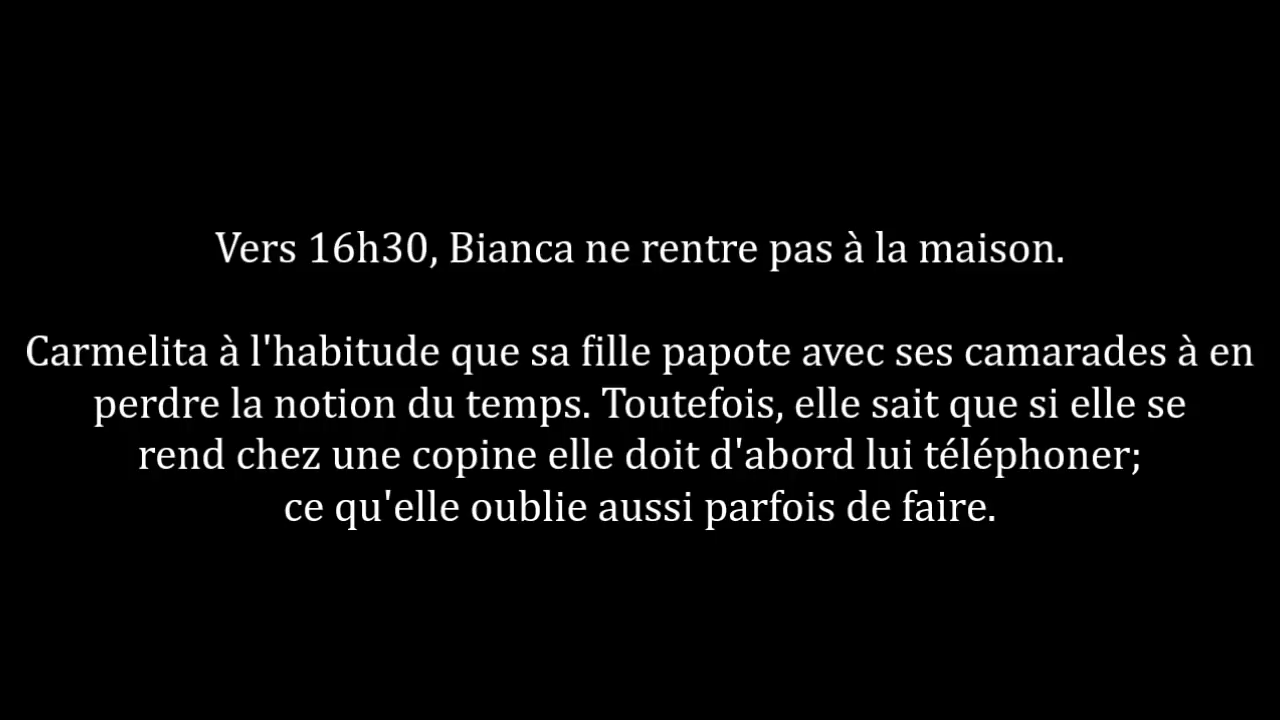 Vers 16h30, Bianca ne rentre pas à la maison.
Carmelita à l'habitude que sa fille papote avec ses camarades à en
perdre la notion du temps. Toutefois, elle sait que si elle se
rend chez une copine elle doit d'abord lui téléphoner;
ce qu'elle oublie aussi parfois de faire.